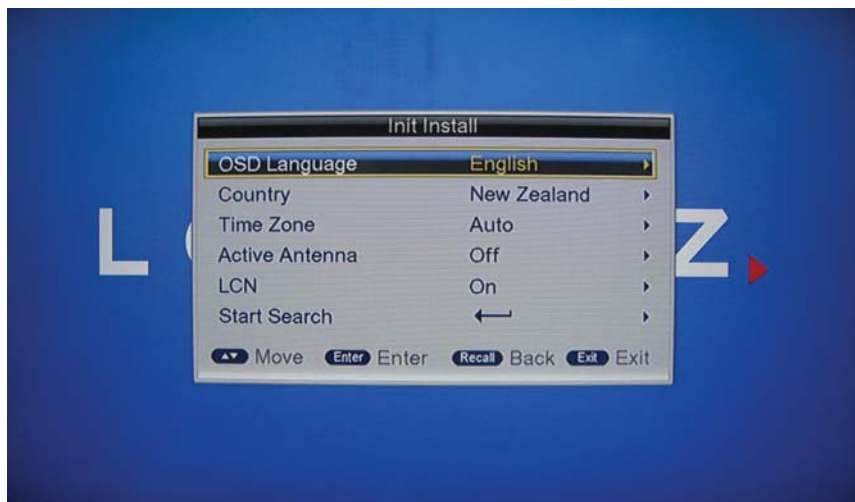 Init Install
OSD Language English
Country New Zealand
Time Zone Auto
Active Antenna Off
LCN On
Start Search
Move Enter Enter Recall Back Exit Exit